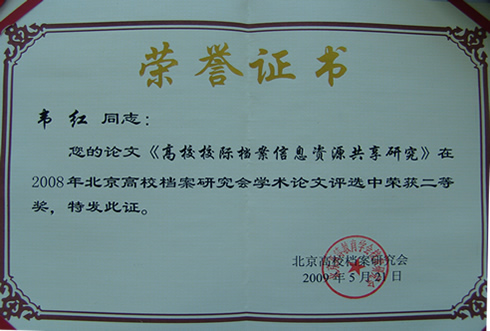 荣誉证书
韦 红 同志：
您的论文《高校校际档案信息资源共享研究》在
2008年北京高校档案研究会学术论文评选中荣获二等
奖，特发此证。
北京高校档案研究会
2009年5月21日